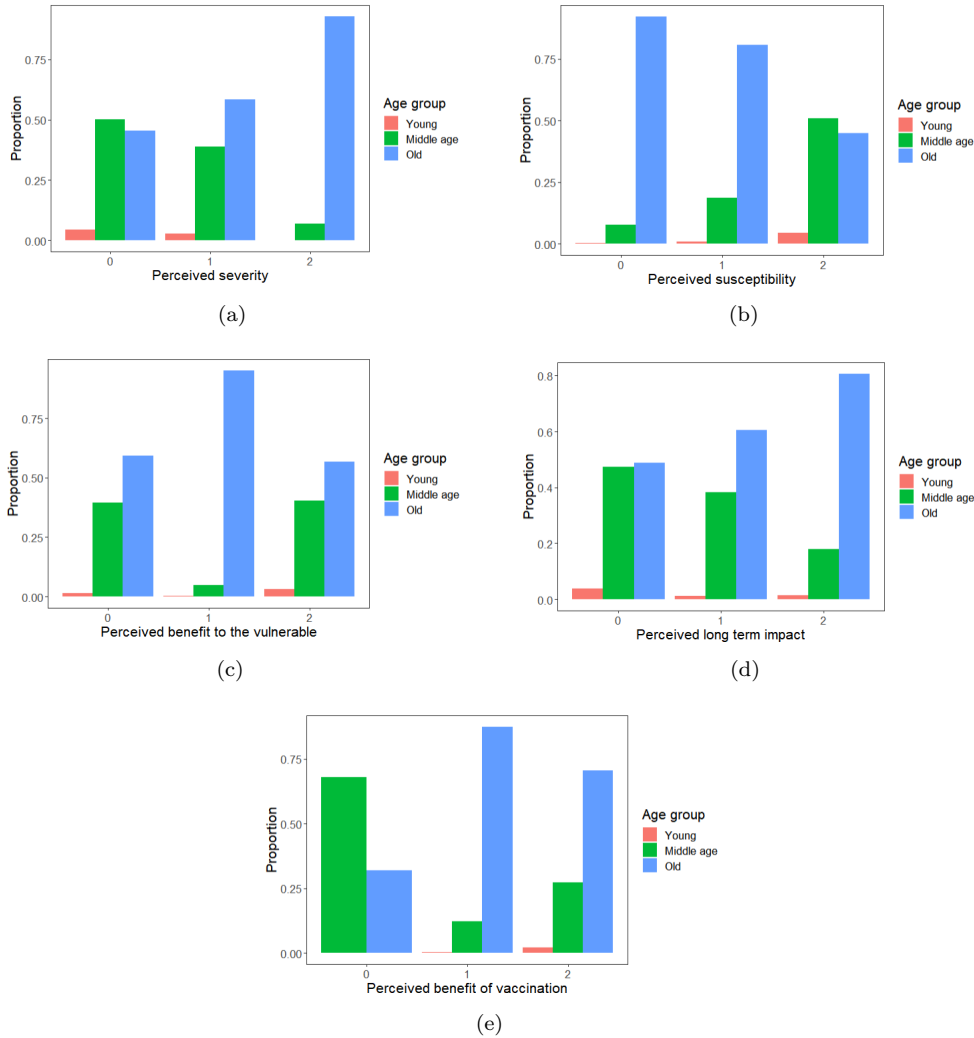 0.75
0.50
0.25
0.00
Proportion
0 1 2
Perceived severity
Age group
Young
Middle age
Old
(a)
0.75
0.50
0.25
0.00
Proportion
0 1 2
Perceived susceptibility
Age group
Young
Middle age
Old
(b)
0.75
0.50
0.25
0.00
Proportion
0 1 2
Perceived benefit to the vulnerable
Age group
Young
Middle age
Old
(c)
0.8
0.6
0.4
0.2
0.0
Proportion
0 1 2
Perceived long term impact
Age group
Young
Middle age
Old
(d)
0.75
0.50
0.25
0.00
Proportion
0 1 2
Perceived benefit of vaccination
Age group
Young
Middle age
Old
(e)